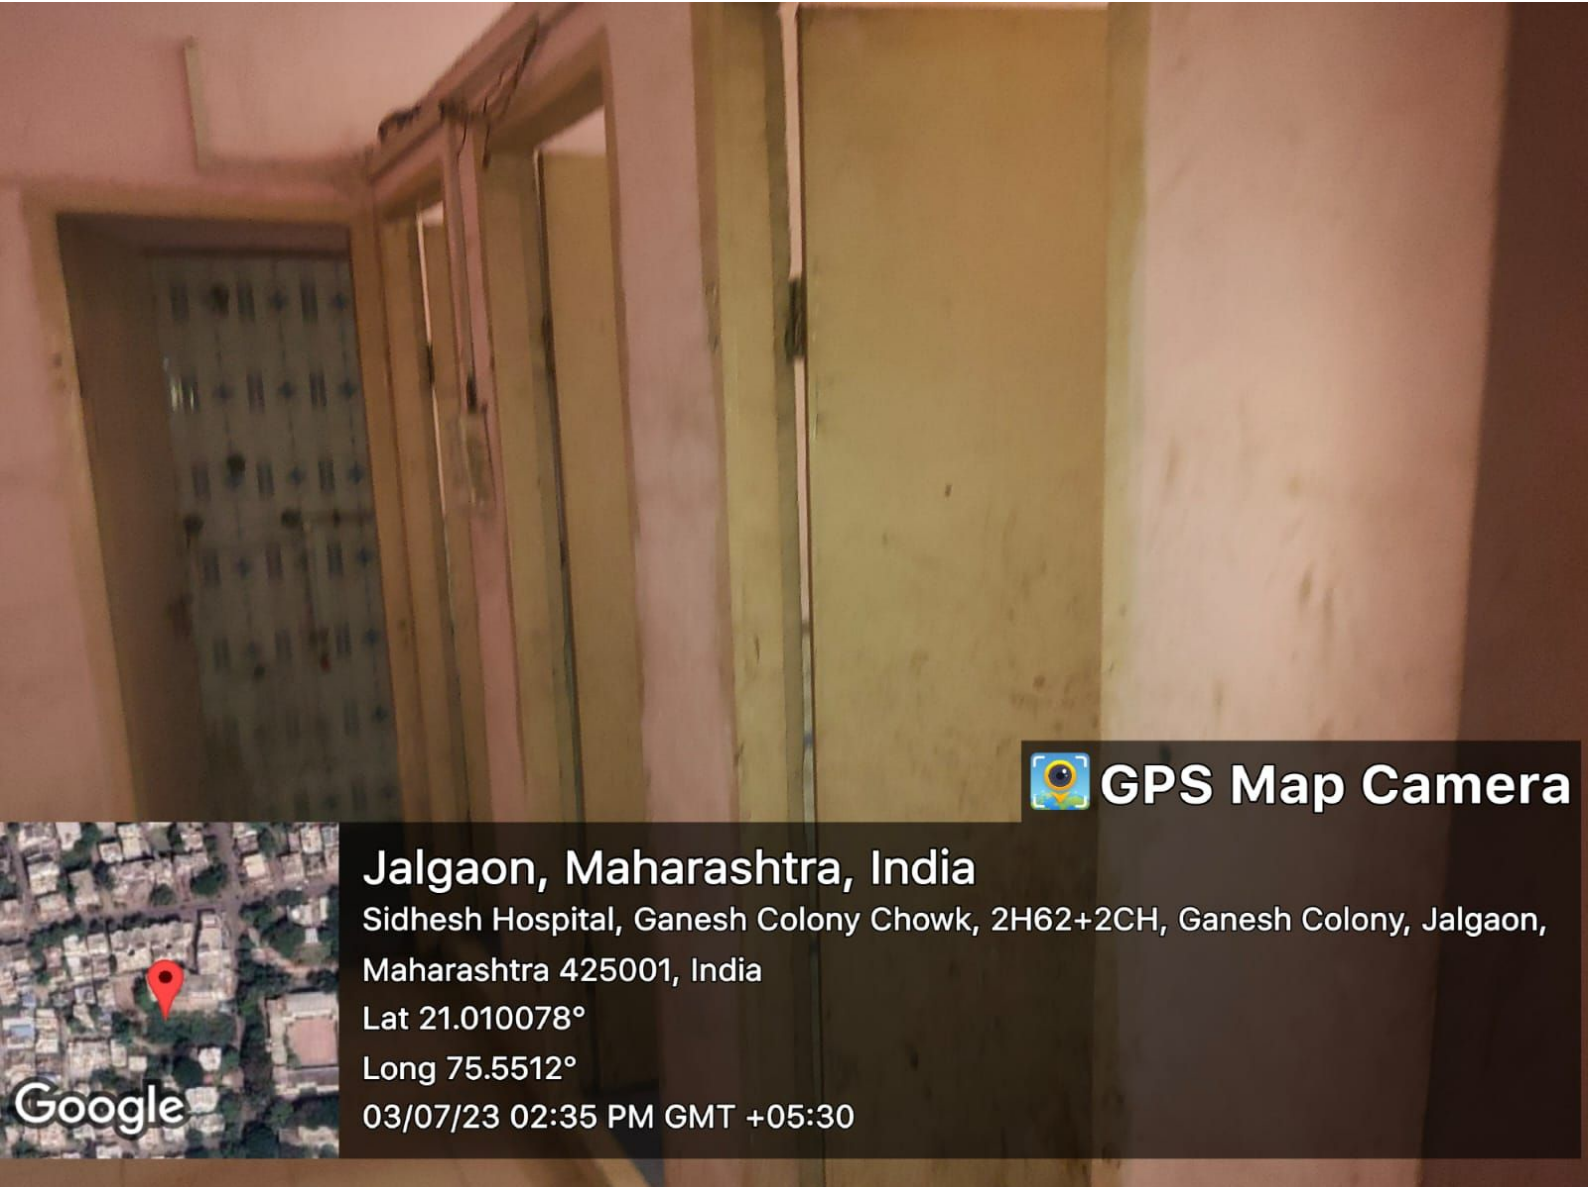 GPS Map Camera
Jalgaon, Maharashtra, India
Sidhesh Hospital, Ganesh Colony Chowk, 2H62+2CH, Ganesh Colony, Jalgaon,
Maharashtra 425001, India
Lat 21.010078°
Long 75.5512°
03/07/23 02:35 PM GMT +05:30
Google